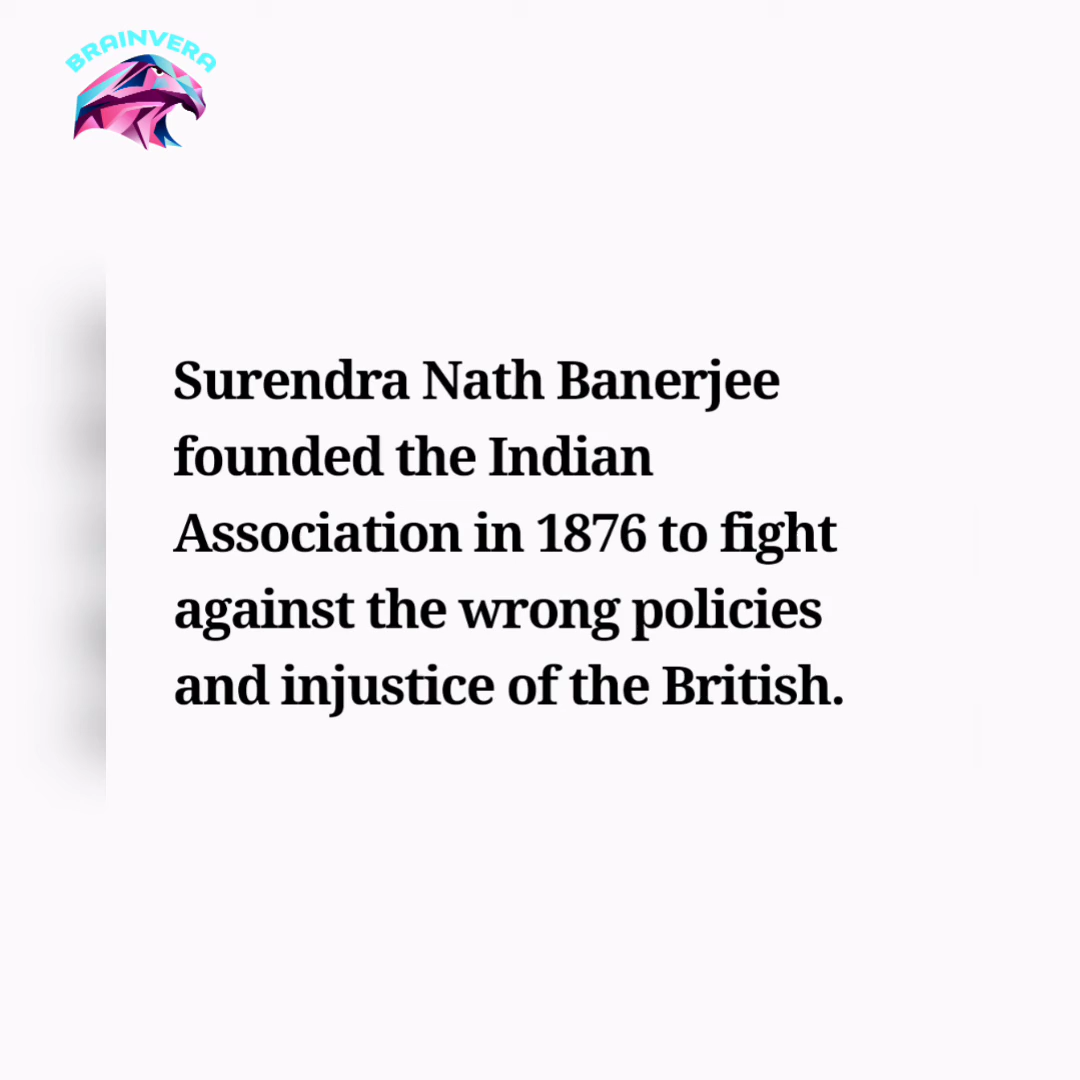 BRAINVERA
Surendra Nath Banerjee
founded the Indian
Association in 1876 to fight
against the wrong policies
and injustice of the British.